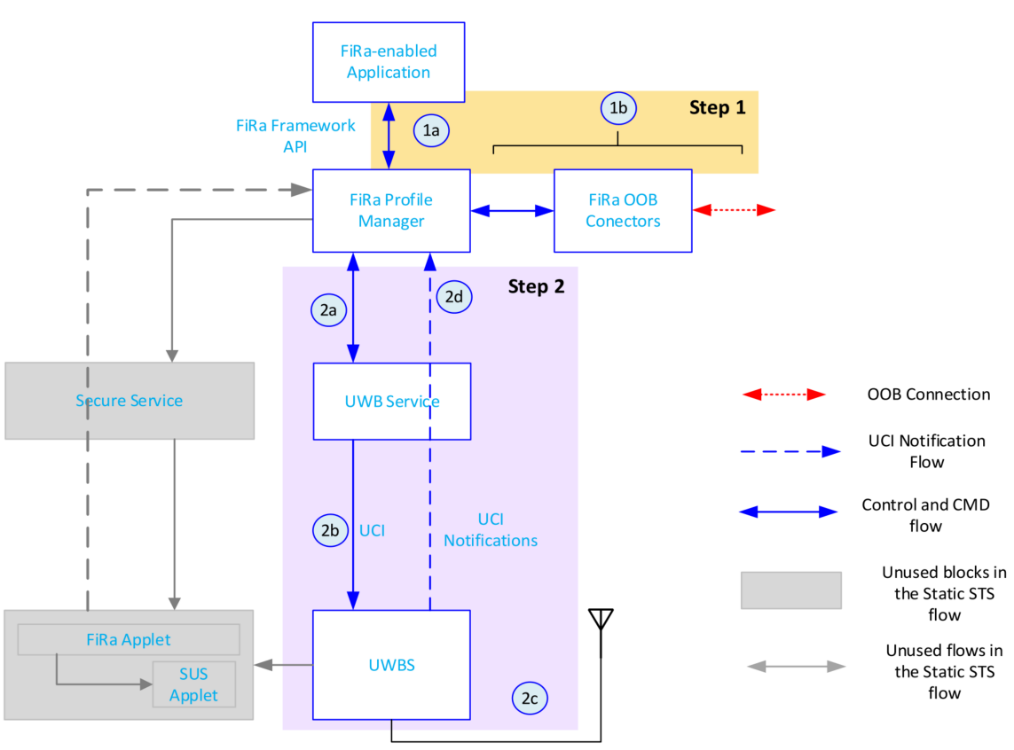 FiRa-enabled
Application
1b
Step 1
FiRa Framework
API
1a
FiRa Profile
Manager
FiRa OOB
Conectors
Step 2
2a
2d
Secure Service
UWB Service
OOB Connection
UCI Notification
Flow
Control and CMD
flow
2b
UCI
UCI
Notifications
Unused blocks in
the Static STS
flow
FiRa Applet
SUS
Applet
UWBS
2c
Unused flows in
the Static STS
flow